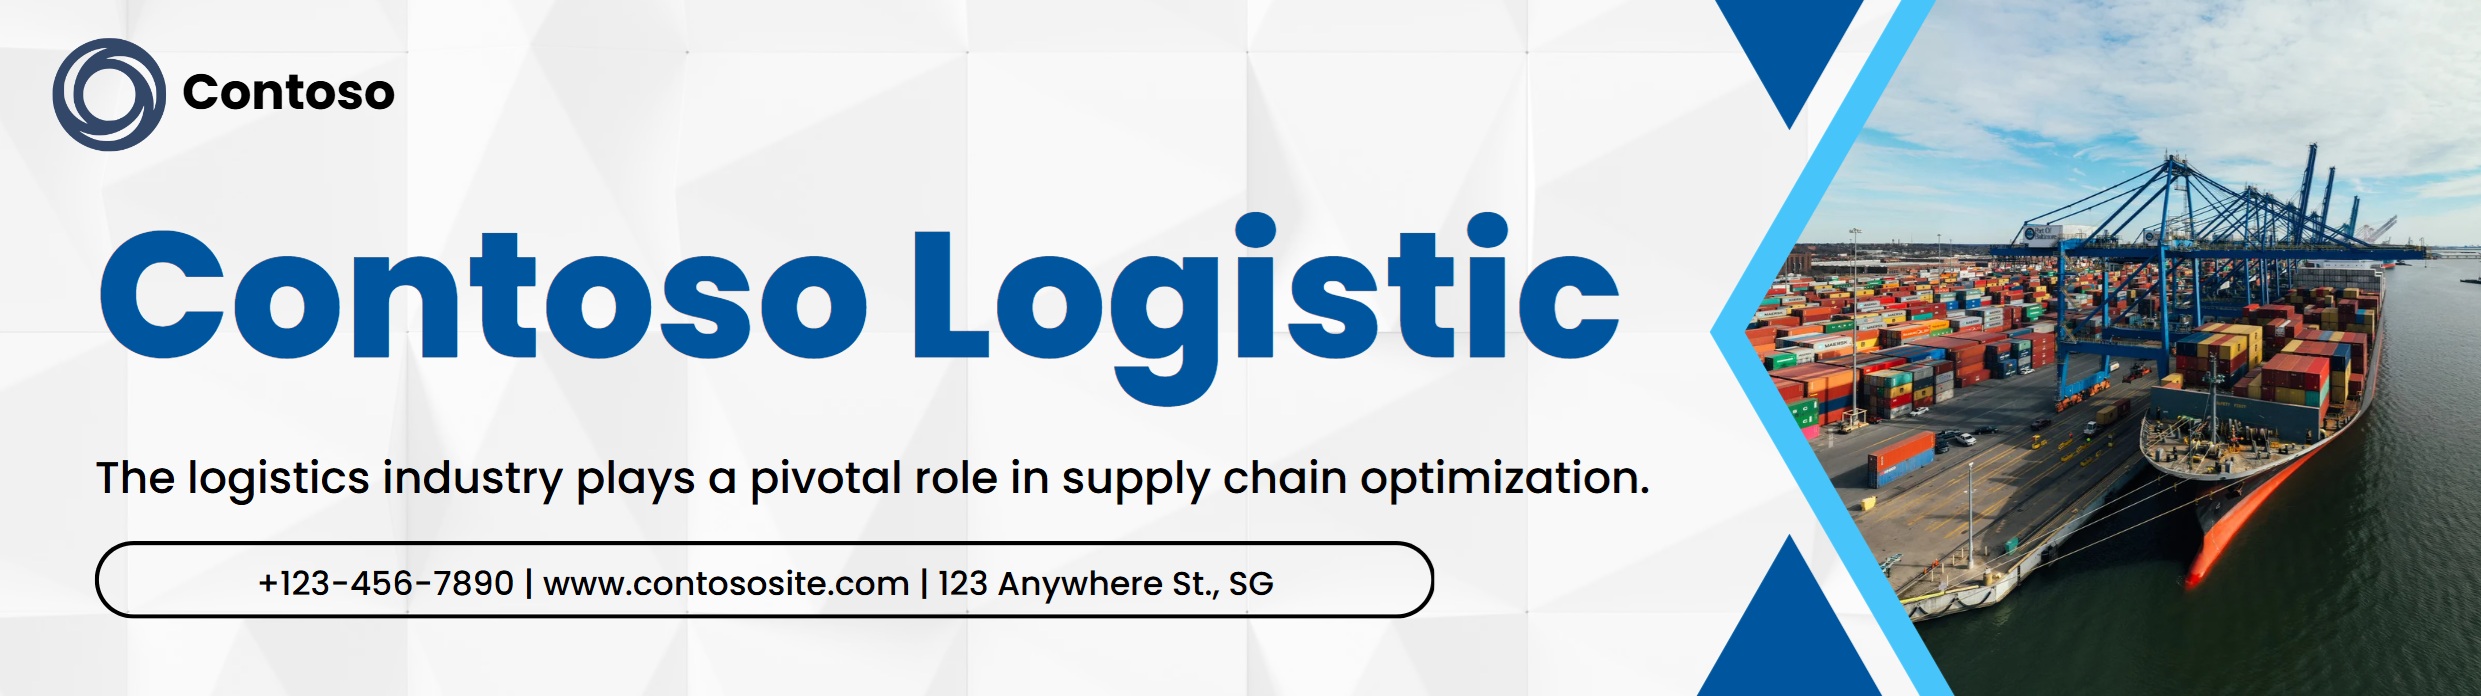 Contoso
Contoso Logistic
The logistics industry plays a pivotal role in supply chain optimization.
+123-456-7890 | www.contososite.com | 123 Anywhere St., SG